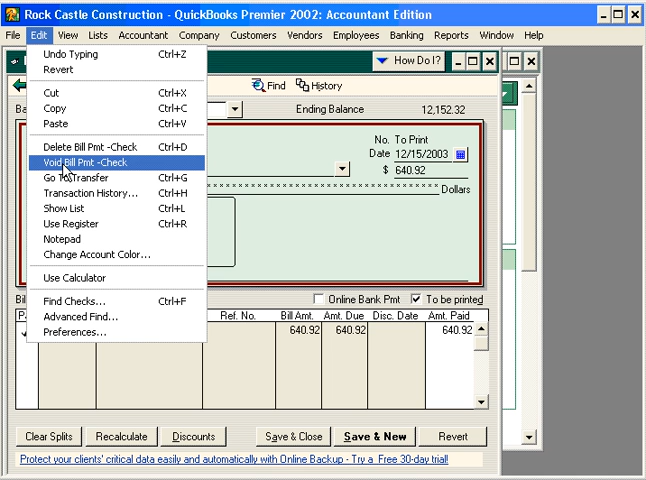 Rock Castle Construction - QuickBooks Premier 2002: Accountant Edition
File Edit View Lists Accountant Company Customers Vendors Employees Banking Reports Window Help
Undo Typing Ctrl+Z
How Do I?
Revert
Find History
Cut Ctrl+X
Copy Ctrl+C
Ending Balance 12,152.32
Paste Ctrl+V
Delete Bill Pmt -Check Ctrl+D
Void Bill Pmt -Check
Go To Transfer Ctrl+G
Transaction History... Ctrl+H
Show List Ctrl+L
Use Register Ctrl+R
Notepad
Change Account Color...
Use Calculator
Find Checks... Ctrl+F
Advanced Find...
Preferences...
No. To Print
Date 12/15/2003
$ 640.92
Dollars
Online Bank Pmt To be printed
Ref. No. Bill Amt. Amt. Due Disc. Date Amt. Paid
640.92 640.92 640.92
Clear Splits Recalculate Discounts Save & Close Save & New Revert
Protect your clients' critical data easily and automatically with Online Backup - Try a Free 30-day trial!